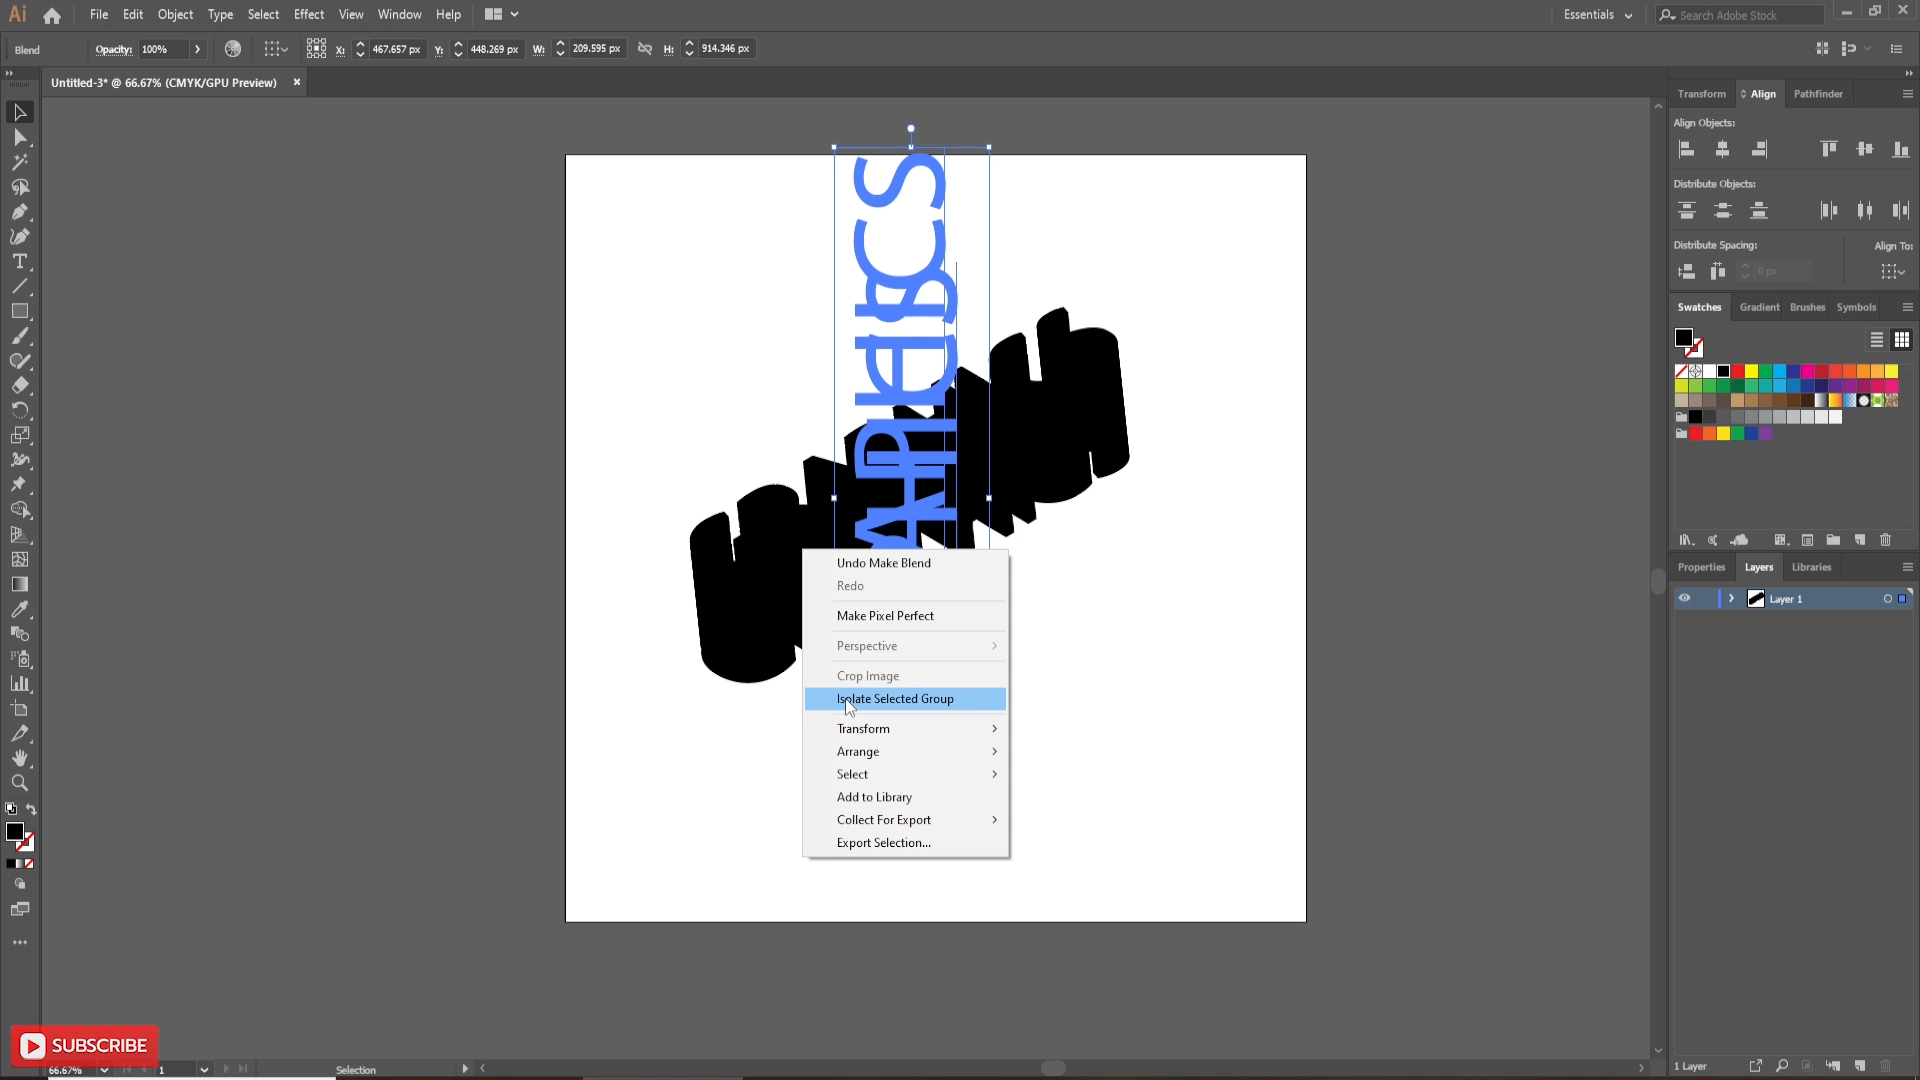 Ai File Edit Object Type Select Effect View Window Help Essentials Search Adobe Stock
Blend Opacity: 100% X: 467.657 px Y: 448.269 px W: 209.595 px H: 914.346 px
Untitled-3* @ 66.67% (CMYK/GPU Preview)
Transform Align Pathfinder
Align Objects:
Distribute Objects:
Distribute Spacing: Align To:
0 px
Swatches Gradient Brushes Symbols
Properties Layers Libraries
Layer 1
Undo Make Blend
Redo
Make Pixel Perfect
Perspective
Crop Image
Isolate Selected Group
Transform
Arrange
Select
Add to Library
Collect For Export
Export Selection...
SUBSCRIBE
66.67% 1 Selection
1 Layer